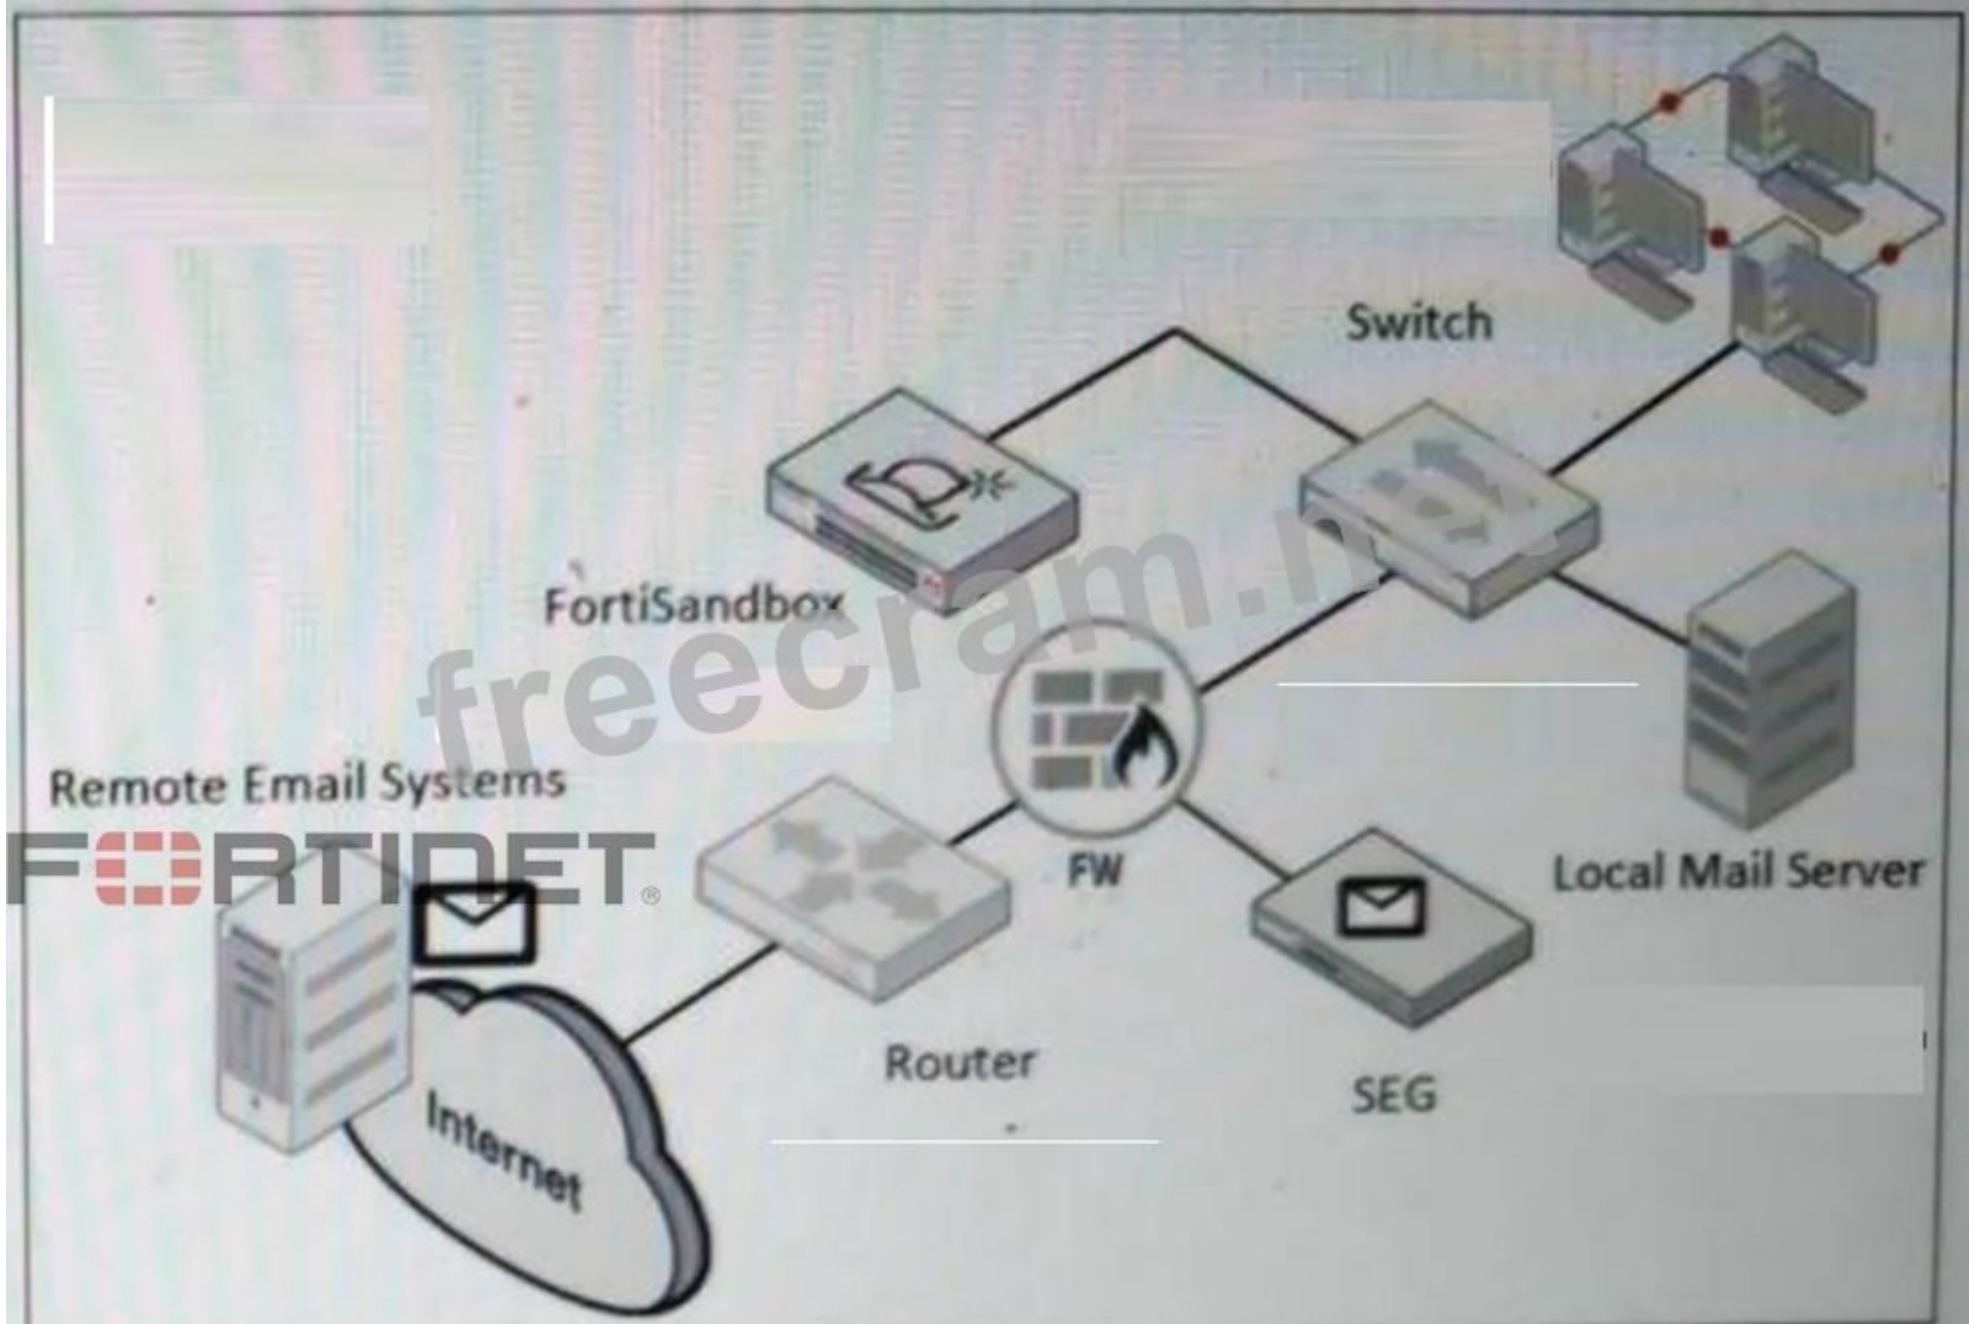 Switch
FortiSandbox
freecram.net
Remote Email Systems
FORTINET®
FW
Local Mail Server
Router
SEG
Internet